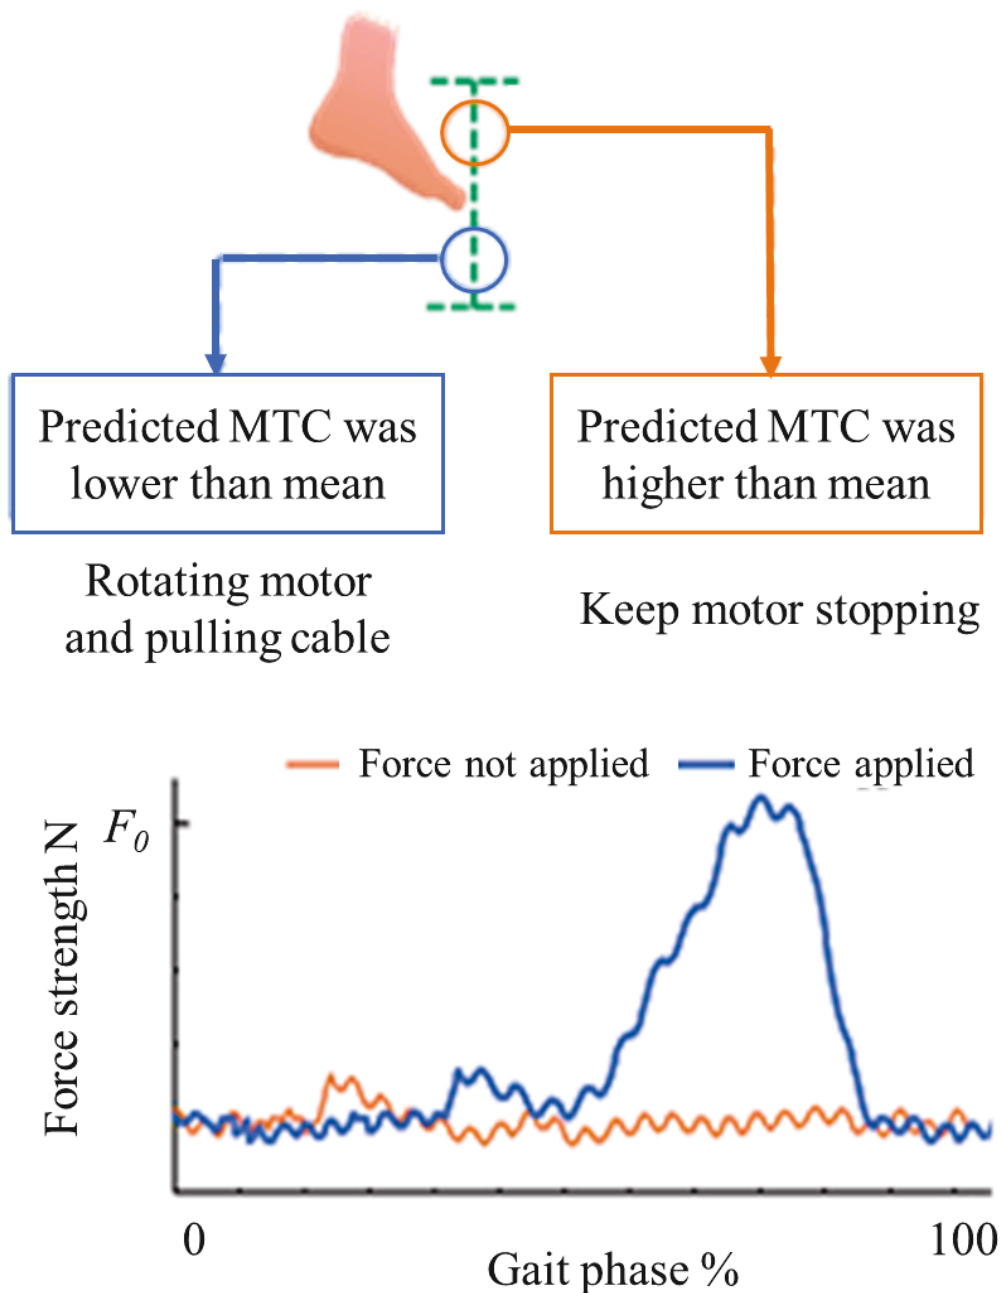 Predicted MTC was
lower than mean
Predicted MTC was
higher than mean
Rotating motor
and pulling cable
Keep motor stopping
Force not applied
Force applied
F0
Force strength N
0
100
Gait phase %